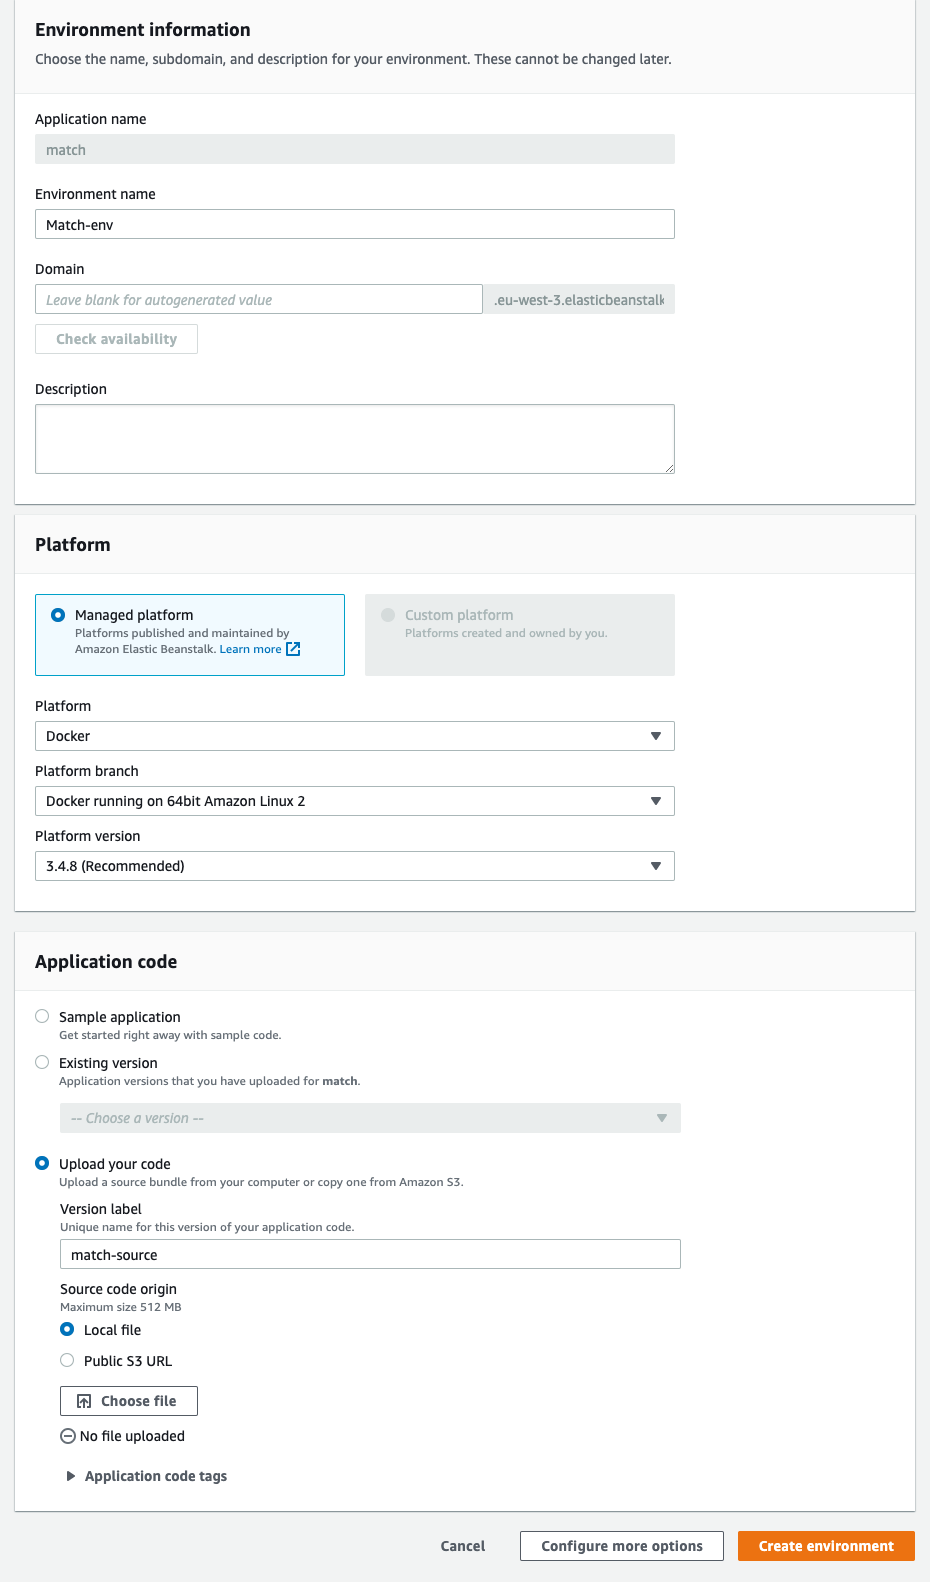 Environment information
Choose the name, subdomain, and description for your environment. These cannot be changed later.
Application name
match
Environment name
Match-env
Domain
Leave blank for autogenerated value
.eu-west-3.elasticbeanstalk
Check availability
Description
Platform
Managed platform
Platforms published and maintained by
Amazon Elastic Beanstalk. Learn more
Custom platform
Platforms created and owned by you.
Platform
Docker
Platform branch
Docker running on 64bit Amazon Linux 2
Platform version
3.4.8 (Recommended)
Application code
Sample application
Get started right away with sample code.
Existing version
Application versions that you have uploaded for match.
-- Choose a version --
Upload your code
Upload a source bundle from your computer or copy one from Amazon S3.
Version label
Unique name for this version of your application code.
match-source
Source code origin
Maximum size 512 MB
Local file
Public S3 URL
Choose file
No file uploaded
Application code tags
Cancel
Configure more options
Create environment